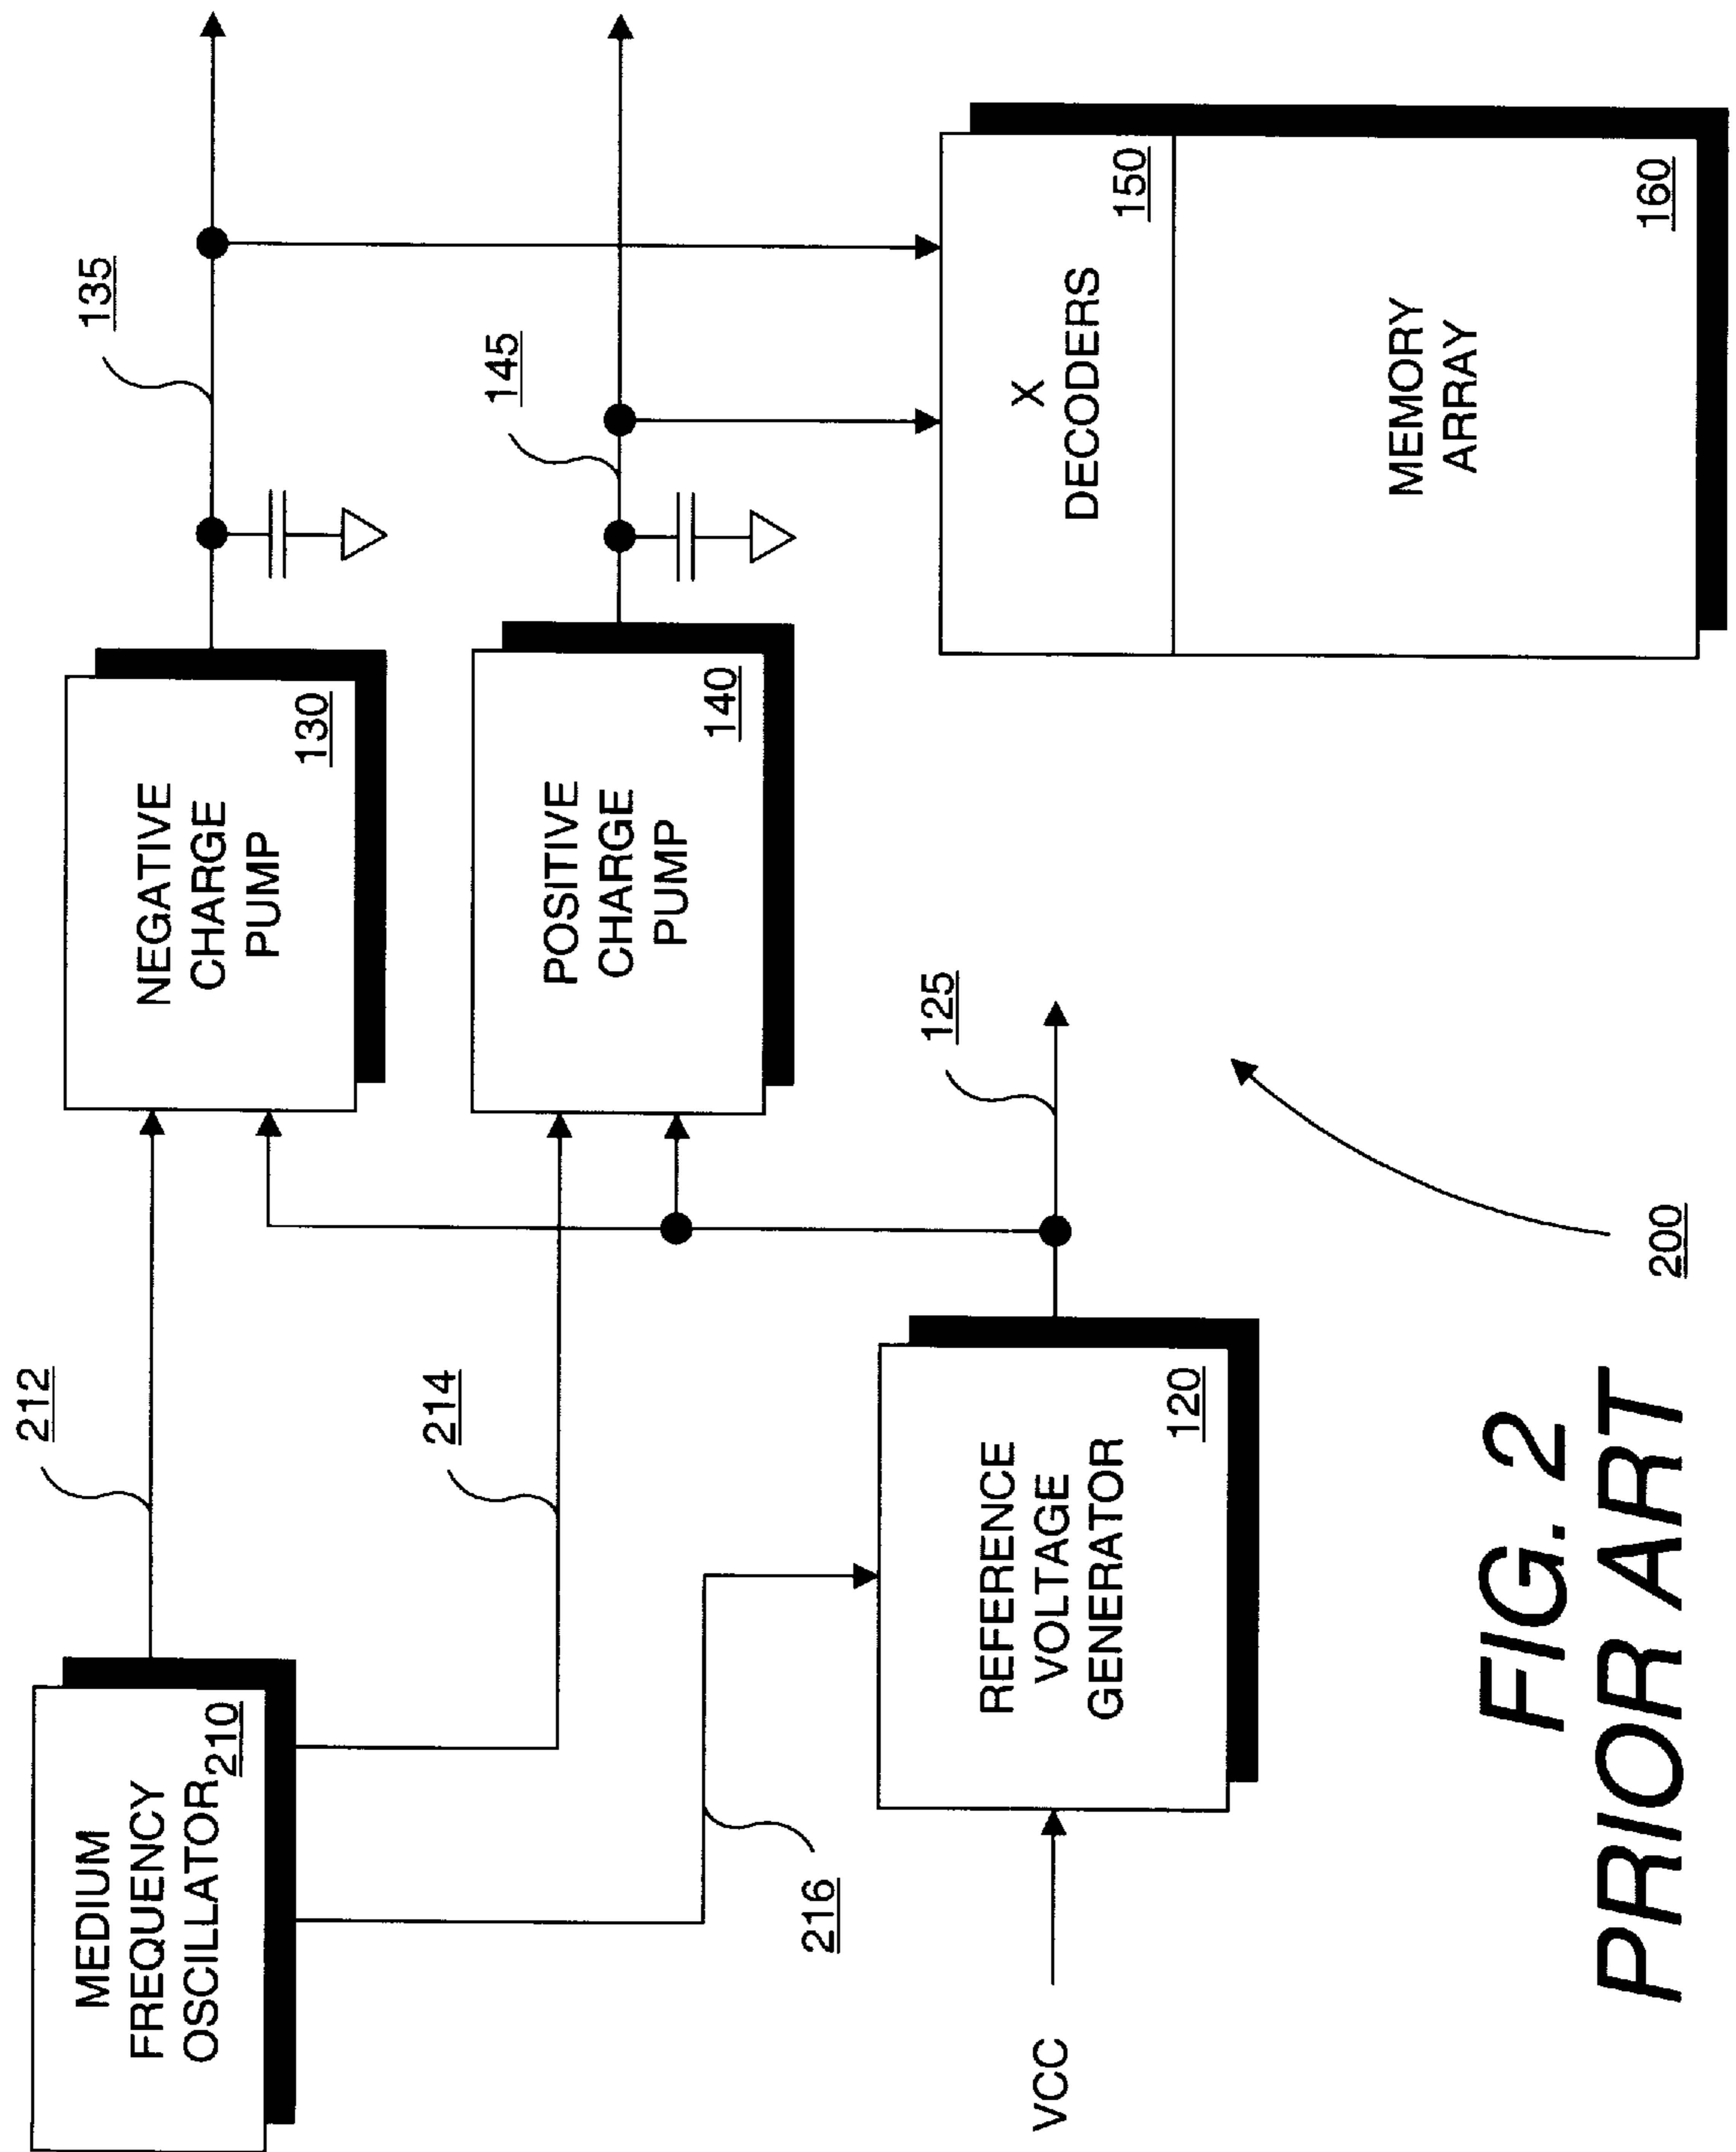 MEDIUM
FREQUENCY
OSCILLATOR
210
212
NEGATIVE
CHARGE
PUMP
130
135
214
POSITIVE
CHARGE
PUMP
140
145
216
VCC
REFERENCE
VOLTAGE
GENERATOR
120
125
X
DECODERS
150
MEMORY
ARRAY
160
200
FIG. 2
PRIOR ART